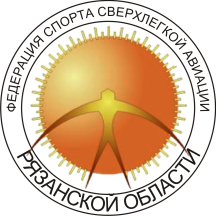 ФЕДЕРАЦИЯ СПОРТА СВЕРХЛЕГКОЙ АВИАЦИИ
РЯЗАНСКОЙ ОБЛАСТИ